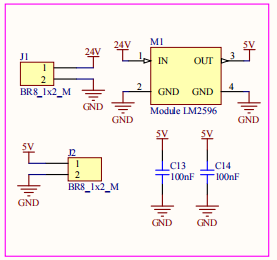 J1
24V
1
2
BR8_1x2_M
GND
24V
M1
5V
1
IN
OUT
3
2
GND
GND
4
Module LM2596
GND
GND
5V
J2
1
2
BR8_1x2_M
GND
5V
5V
C13
100nF
C14
100nF
GND
GND